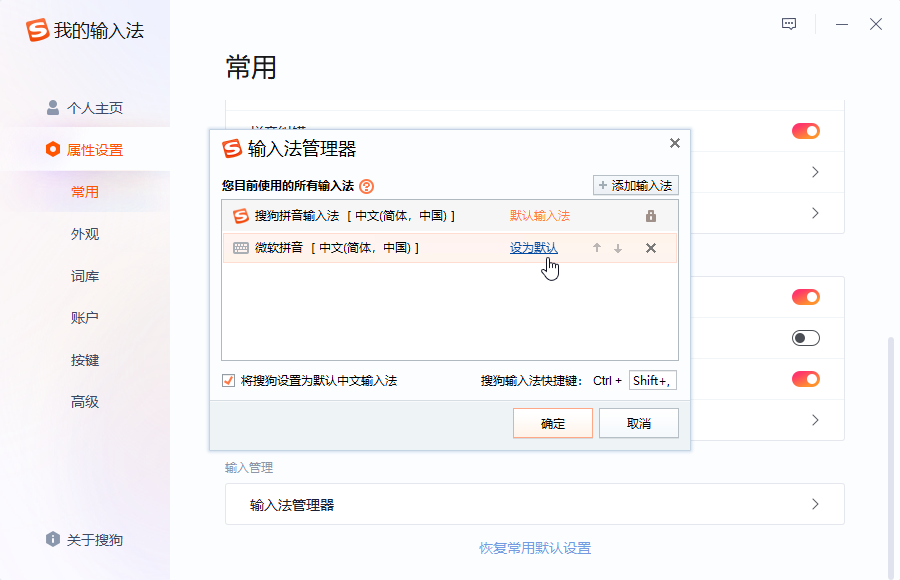 我的输入法
个人主页
属性设置
常用
外观
词库
账户
按键
高级
关于搜狗
常用
输入法管理器
您目前使用的所有输入法
添加输入法
搜狗拼音输入法 [ 中文(简体，中国) ] 默认输入法
微软拼音 [ 中文(简体，中国) ] 设为默认
将搜狗设置为默认中文输入法 搜狗输入法快捷键： Ctrl + Shift+,
确定 取消
输入管理
输入法管理器
恢复常用默认设置